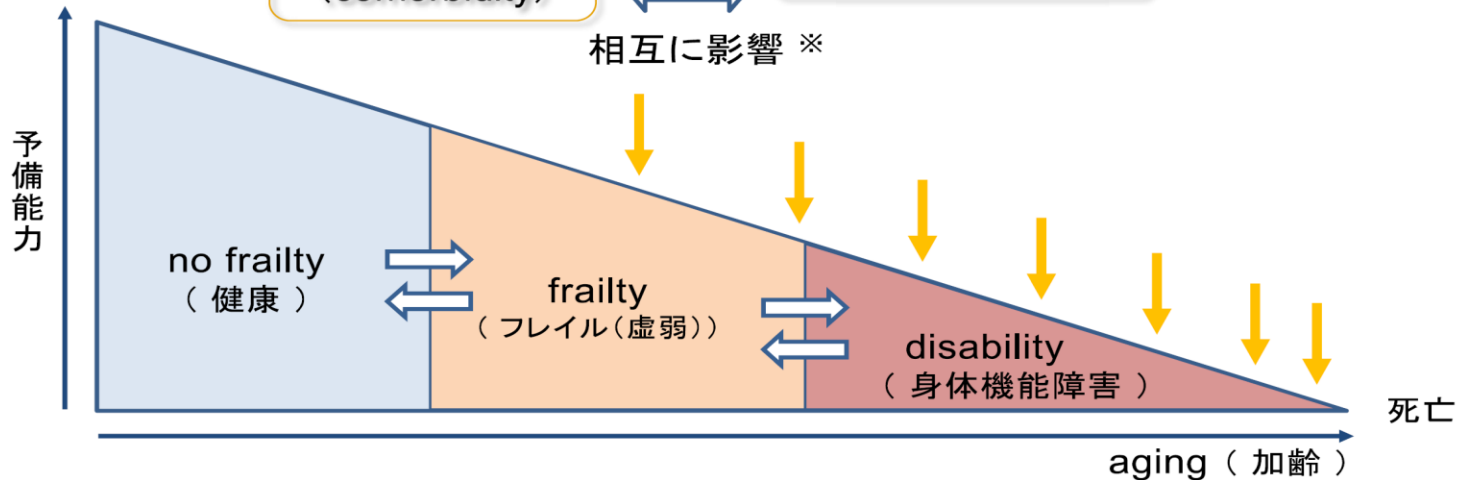 (comorbidity)
相互に影響 ※
予備能力
no frailty
（ 健康 ）
frailty
（ フレイル（虚弱））
disability
（ 身体機能障害 ）
死亡
aging （ 加齢 ）